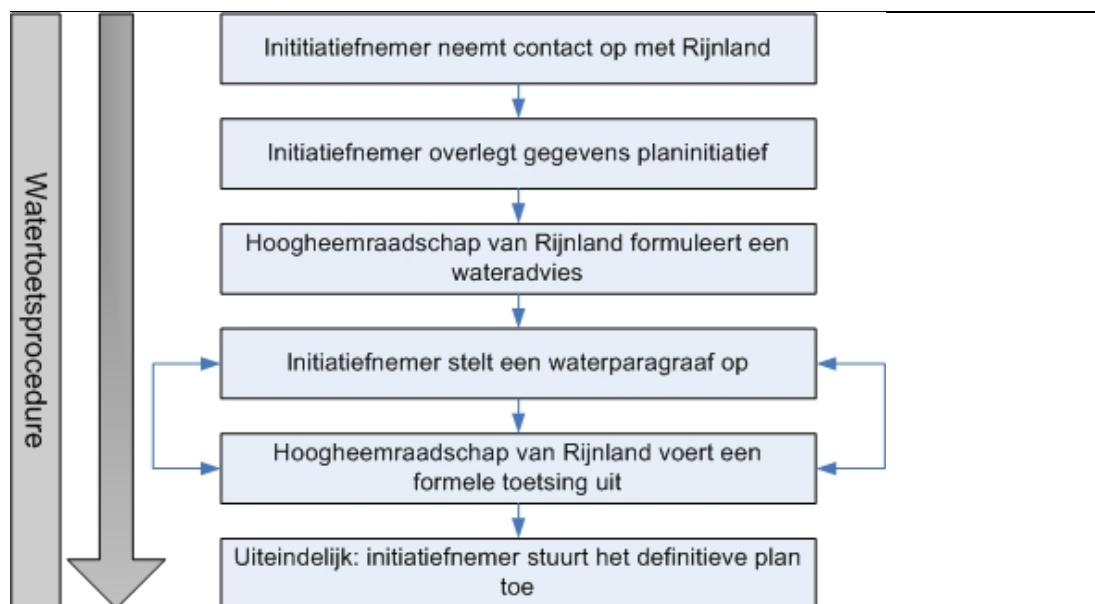 Watertoetsprocedure
Inititiatiefnemer neemt contact op met Rijnland
Initiatiefnemer overlegt gegevens planinitiatief
Hoogheemraadschap van Rijnland formuleert een
wateradvies
Initiatiefnemer stelt een waterparagraaf op
Hoogheemraadschap van Rijnland voert een
formele toetsing uit
Uiteindelijk: initiatiefnemer stuurt het definitieve plan
toe